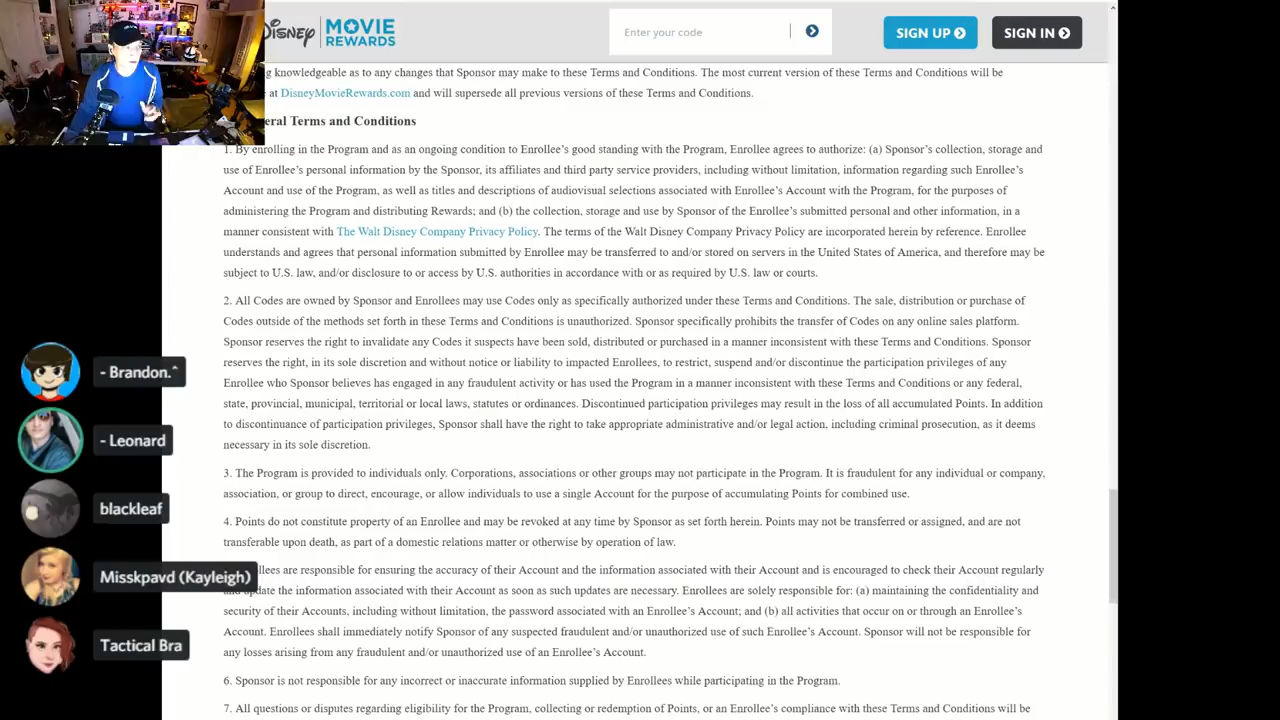 Disney MOVIE REWARDS
Enter your code
SIGN UP
SIGN IN
g knowledgeable as to any changes that Sponsor may make to these Terms and Conditions. The most current version of these Terms and Conditions will be
at DisneyMovieRewards.com and will supersede all previous versions of these Terms and Conditions.
eral Terms and Conditions
1. By enrolling in the Program and as an ongoing condition to Enrollee’s good standing with the Program, Enrollee agrees to authorize: (a) Sponsor’s collection, storage and
use of Enrollee’s personal information by the Sponsor, its affiliates and third party service providers, including without limitation, information regarding such Enrollee’s
Account and use of the Program, as well as titles and descriptions of audiovisual selections associated with Enrollee’s Account with the Program, for the purposes of
administering the Program and distributing Rewards; and (b) the collection, storage and use by Sponsor of the Enrollee’s submitted personal and other information, in a
manner consistent with The Walt Disney Company Privacy Policy. The terms of the Walt Disney Company Privacy Policy are incorporated herein by reference. Enrollee
understands and agrees that personal information submitted by Enrollee may be transferred to and/or stored on servers in the United States of America, and therefore may be
subject to U.S. law, and/or disclosure to or access by U.S. authorities in accordance with or as required by U.S. law or courts.
2. All Codes are owned by Sponsor and Enrollees may use Codes only as specifically authorized under these Terms and Conditions. The sale, distribution or purchase of
Codes outside of the methods set forth in these Terms and Conditions is unauthorized. Sponsor specifically prohibits the transfer of Codes on any online sales platform.
Sponsor reserves the right to invalidate any Codes it suspects have been sold, distributed or purchased in a manner inconsistent with these Terms and Conditions. Sponsor
reserves the right, in its sole discretion and without notice or liability to impacted Enrollees, to restrict, suspend and/or discontinue the participation privileges of any
Enrollee who Sponsor believes has engaged in any fraudulent activity or has used the Program in a manner inconsistent with these Terms and Conditions or any federal,
state, provincial, municipal, territorial or local laws, statutes or ordinances. Discontinued participation privileges may result in the loss of all accumulated Points. In addition
to discontinuance of participation privileges, Sponsor shall have the right to take appropriate administrative and/or legal action, including criminal prosecution, as it deems
necessary in its sole discretion.
3. The Program is provided to individuals only. Corporations, associations or other groups may not participate in the Program. It is fraudulent for any individual or company,
association, or group to direct, encourage, or allow individuals to use a single Account for the purpose of accumulating Points for combined use.
4. Points do not constitute property of an Enrollee and may be revoked at any time by Sponsor as set forth herein. Points may not be transferred or assigned, and are not
transferable upon death, as part of a domestic relations matter or otherwise by operation of law.
llees are responsible for ensuring the accuracy of their Account and the information associated with their Account and is encouraged to check their Account regularly
update the information associated with their Account as soon as such updates are necessary. Enrollees are solely responsible for: (a) maintaining the confidentiality and
security of their Accounts, including without limitation, the password associated with an Enrollee’s Account; and (b) all activities that occur on or through an Enrollee’s
Account. Enrollees shall immediately notify Sponsor of any suspected fraudulent and/or unauthorized use of such Enrollee’s Account. Sponsor will not be responsible for
any losses arising from any fraudulent and/or unauthorized use of an Enrollee’s Account.
6. Sponsor is not responsible for any incorrect or inaccurate information supplied by Enrollees while participating in the Program.
7. All questions or disputes regarding eligibility for the Program, collecting or redemption of Points, or an Enrollee’s compliance with these Terms and Conditions will be
- Brandon.^
- Leonard
blackleaf
Misskpavd (Kayleigh)
Tactical Bra